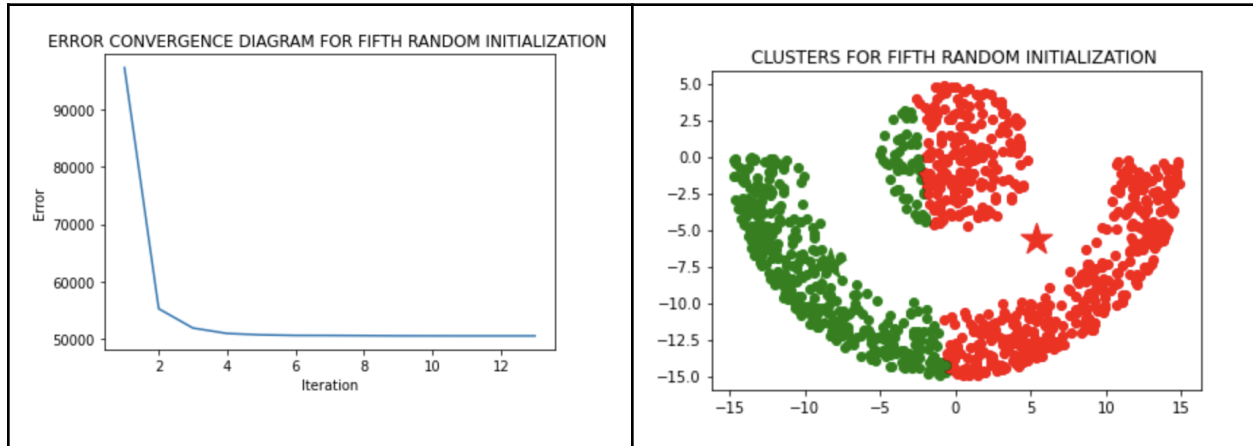 ERROR CONVERGENCE DIAGRAM FOR FIFTH RANDOM INITIALIZATION
90000
80000
70000
60000
50000
Error
2 4 6 8 10 12
Iteration
CLUSTERS FOR FIFTH RANDOM INITIALIZATION
5.0
2.5
0.0
−2.5
−5.0
−7.5
−10.0
−12.5
−15.0
−15 −10 −5 0 5 10 15